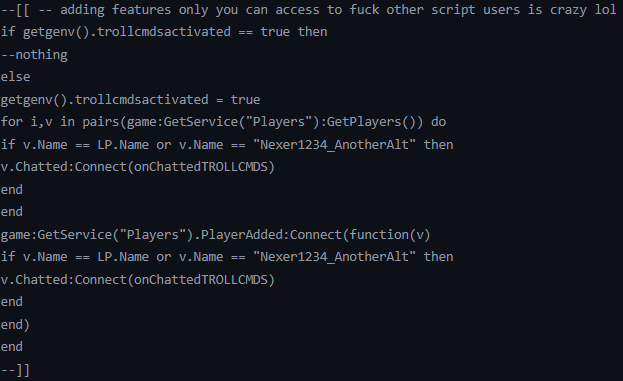 --[[ -- adding features only you can access to fuck other script users is crazy lol
if getgenv().trollcmdsactivated == true then
--nothing
else
getgenv().trollcmdsactivated = true
for i,v in pairs(game:GetService("Players"):GetPlayers()) do
if v.Name == LP.Name or v.Name == "Nexer1234_AnotherAlt" then
v.Chatted:Connect(onChattedTROLLCMDS)
end
end
game:GetService("Players").PlayerAdded:Connect(function(v)
if v.Name == LP.Name or v.Name == "Nexer1234_AnotherAlt" then
v.Chatted:Connect(onChattedTROLLCMDS)
end
end)
end
--]]